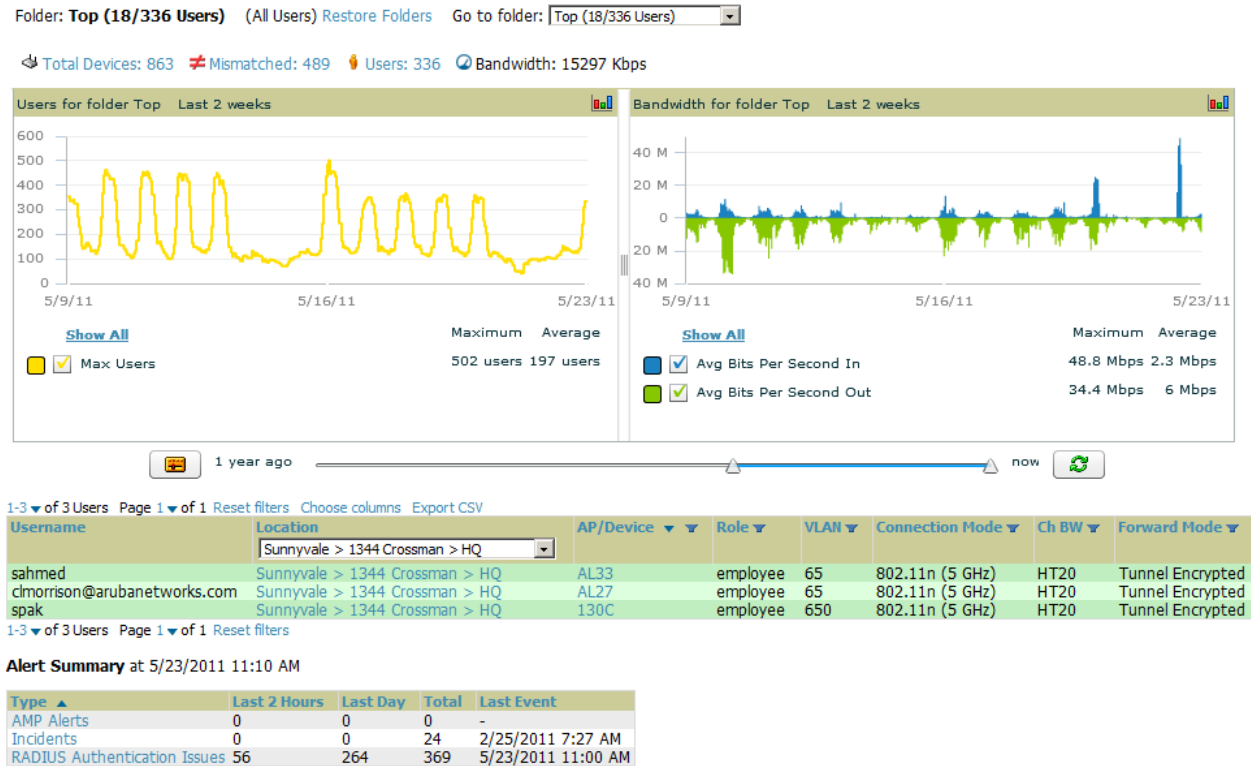 Folder: Top (18/336 Users) (All Users) Restore Folders Go to folder: Top (18/336 Users)
Total Devices: 863 Mismatched: 489 Users: 336 Bandwidth: 15297 Kbps
Users for folder Top Last 2 weeks
600
500
400
300
200
100
0
5/9/11 5/16/11 5/23/11
Show All Maximum Average
Max Users 502 users 197 users
Bandwidth for folder Top Last 2 weeks
40 M
20 M
0
20 M
40 M
5/9/11 5/16/11 5/23/11
Show All Maximum Average
Avg Bits Per Second In 48.8 Mbps 2.3 Mbps
Avg Bits Per Second Out 34.4 Mbps 6 Mbps
1 year ago now
1-3 of 3 Users Page 1 of 1 Reset filters Choose columns Export CSV
Username Location AP/Device Role VLAN Connection Mode Ch BW Forward Mode
Sunnyvale > 1344 Crossman > HQ
sahmed Sunnyvale > 1344 Crossman > HQ AL33 employee 65 802.11n (5 GHz) HT20 Tunnel Encrypted
clmorrison@arubanetworks.com Sunnyvale > 1344 Crossman > HQ AL27 employee 65 802.11n (5 GHz) HT20 Tunnel Encrypted
spak Sunnyvale > 1344 Crossman > HQ 130C employee 650 802.11n (5 GHz) HT20 Tunnel Encrypted
1-3 of 3 Users Page 1 of 1 Reset filters
Alert Summary at 5/23/2011 11:10 AM
Type Last 2 Hours Last Day Total Last Event
AMP Alerts 0 0 0 -
Incidents 0 0 24 2/25/2011 7:27 AM
RADIUS Authentication Issues 56 264 369 5/23/2011 11:00 AM